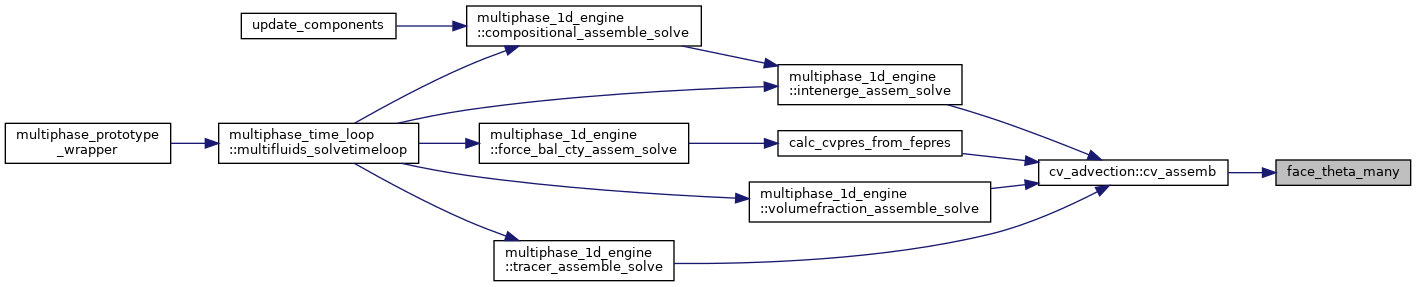 update_components
multiphase_1d_engine
::compositional_assemble_solve
multiphase_1d_engine
::intenerge_assem_solve
multiphase_prototype
_wrapper
multiphase_time_loop
::multifluids_solvetimeloop
multiphase_1d_engine
::force_bal_cty_assem_solve
calc_cvpres_from_fepres
cv_advection::cv_assemb
face_theta_many
multiphase_1d_engine
::volumefraction_assemble_solve
multiphase_1d_engine
::tracer_assemble_solve